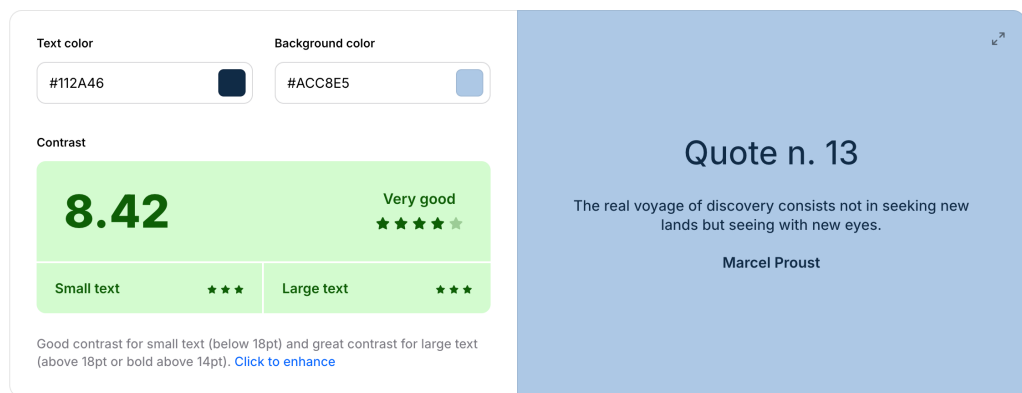 Text color
Background color
#112A46
#ACC8E5
Contrast
8.42
Very good
Small text
Large text
Good contrast for small text (below 18pt) and great contrast for large text
(above 18pt or bold above 14pt). Click to enhance
Quote n. 13
The real voyage of discovery consists not in seeking new
lands but seeing with new eyes.
Marcel Proust